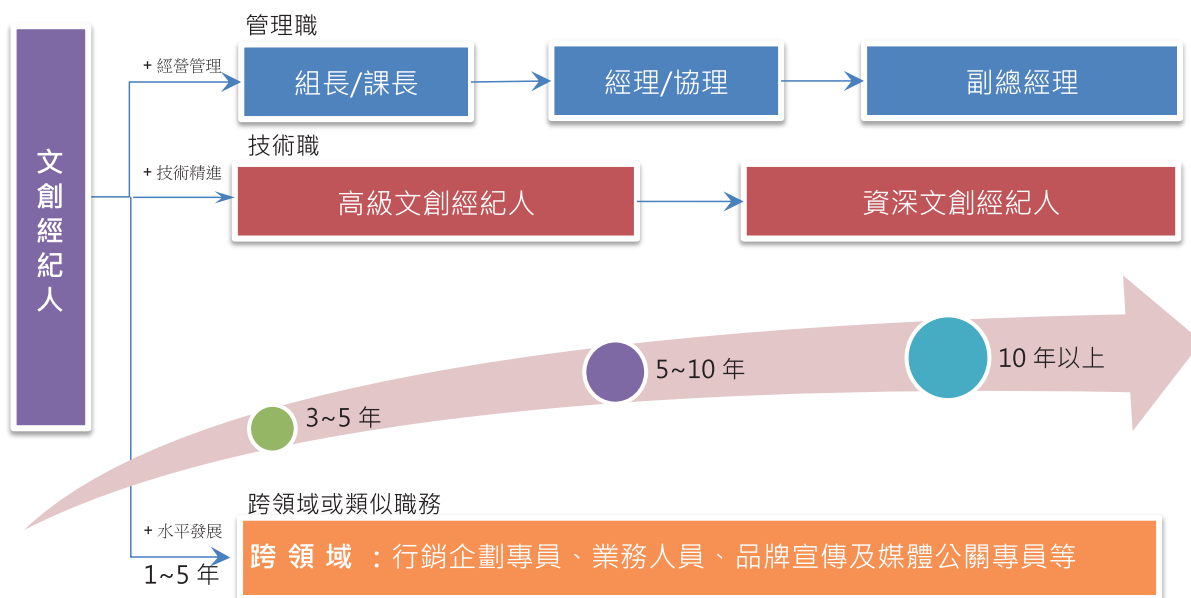 文創經紀人
管理職
+ 經營管理
組長/課長
經理/協理
副總經理
技術職
+ 技術精進
高級文創經紀人
資深文創經紀人
3~5 年
5~10 年
10 年以上
跨領域或類似職務
+ 水平發展
1~5 年
跨 領 域 ：行銷企劃專員、業務人員、品牌宣傳及媒體公關專員等